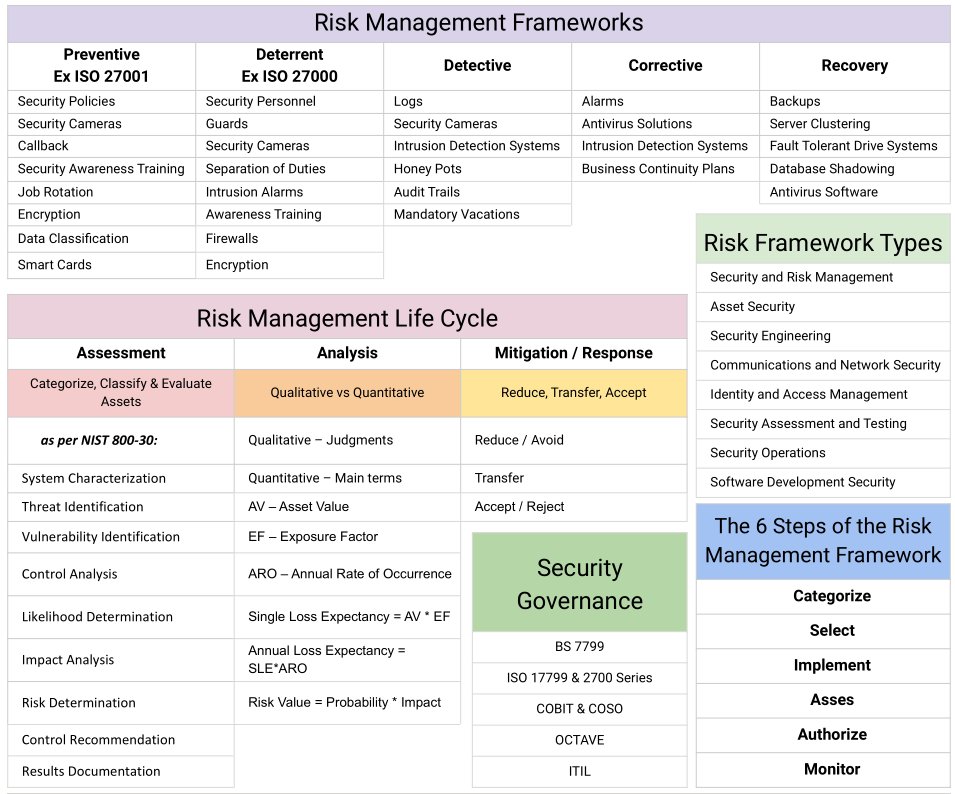 Risk Management Frameworks
Preventive
Ex ISO 27001
Deterrent
Ex ISO 27000
Detective
Corrective
Recovery
Security Policies
Security Personnel
Logs
Alarms
Backups
Security Cameras
Guards
Security Cameras
Antivirus Solutions
Server Clustering
Callback
Security Cameras
Intrusion Detection Systems
Intrusion Detection Systems
Fault Tolerant Drive Systems
Security Awareness Training
Separation of Duties
Honey Pots
Business Continuity Plans
Database Shadowing
Job Rotation
Intrusion Alarms
Audit Trails
Antivirus Software
Encryption
Awareness Training
Mandatory Vacations
Data Classification
Firewalls
Smart Cards
Encryption
Risk Framework Types
Security and Risk Management
Asset Security
Security Engineering
Communications and Network Security
Identity and Access Management
Security Assessment and Testing
Security Operations
Software Development Security
Risk Management Life Cycle
Assessment
Analysis
Mitigation / Response
Categorize, Classify & Evaluate
Assets
Qualitative vs Quantitative
Reduce, Transfer, Accept
as per NIST 800-30:
Qualitative – Judgments
Reduce / Avoid
System Characterization
Quantitative – Main terms
Transfer
Threat Identification
AV – Asset Value
Accept / Reject
Vulnerability Identification
EF – Exposure Factor
Control Analysis
ARO – Annual Rate of Occurrence
Likelihood Determination
Single Loss Expectancy = AV * EF
Impact Analysis
Annual Loss Expectancy =
SLE*ARO
Risk Determination
Risk Value = Probability * Impact
Control Recommendation
Results Documentation
Security
Governance
BS 7799
ISO 17799 & 2700 Series
COBIT & COSO
OCTAVE
ITIL
The 6 Steps of the Risk
Management Framework
Categorize
Select
Implement
Asses
Authorize
Monitor